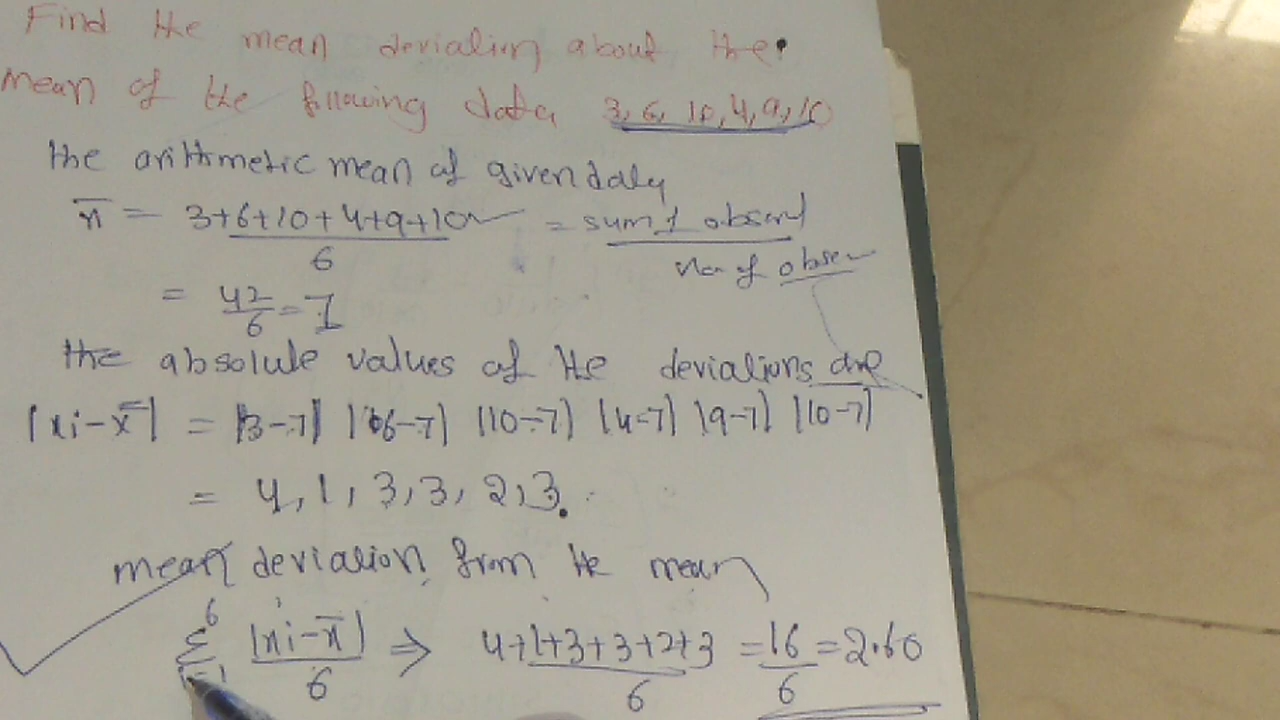 Find the mean deviation about the
mean of the following data 3, 6, 10, 4, 9, 10
the arithmetic mean of given data
x̄ = 3+6+10+4+9+10 / 6 = sum of obser / No of obser
= 42/6 = 7
the absolute values of the deviations are
|xi-x̄| = |3-7| |6-7| |10-7| |4-7| |9-7| |10-7|
= 4, 1, 3, 3, 2, 3.
mean deviation from the mean
6 Σ i=1 |xi-x̄| / 6 ⇒ 4+1+3+3+2+3 / 6 = 16/6 = 2.60